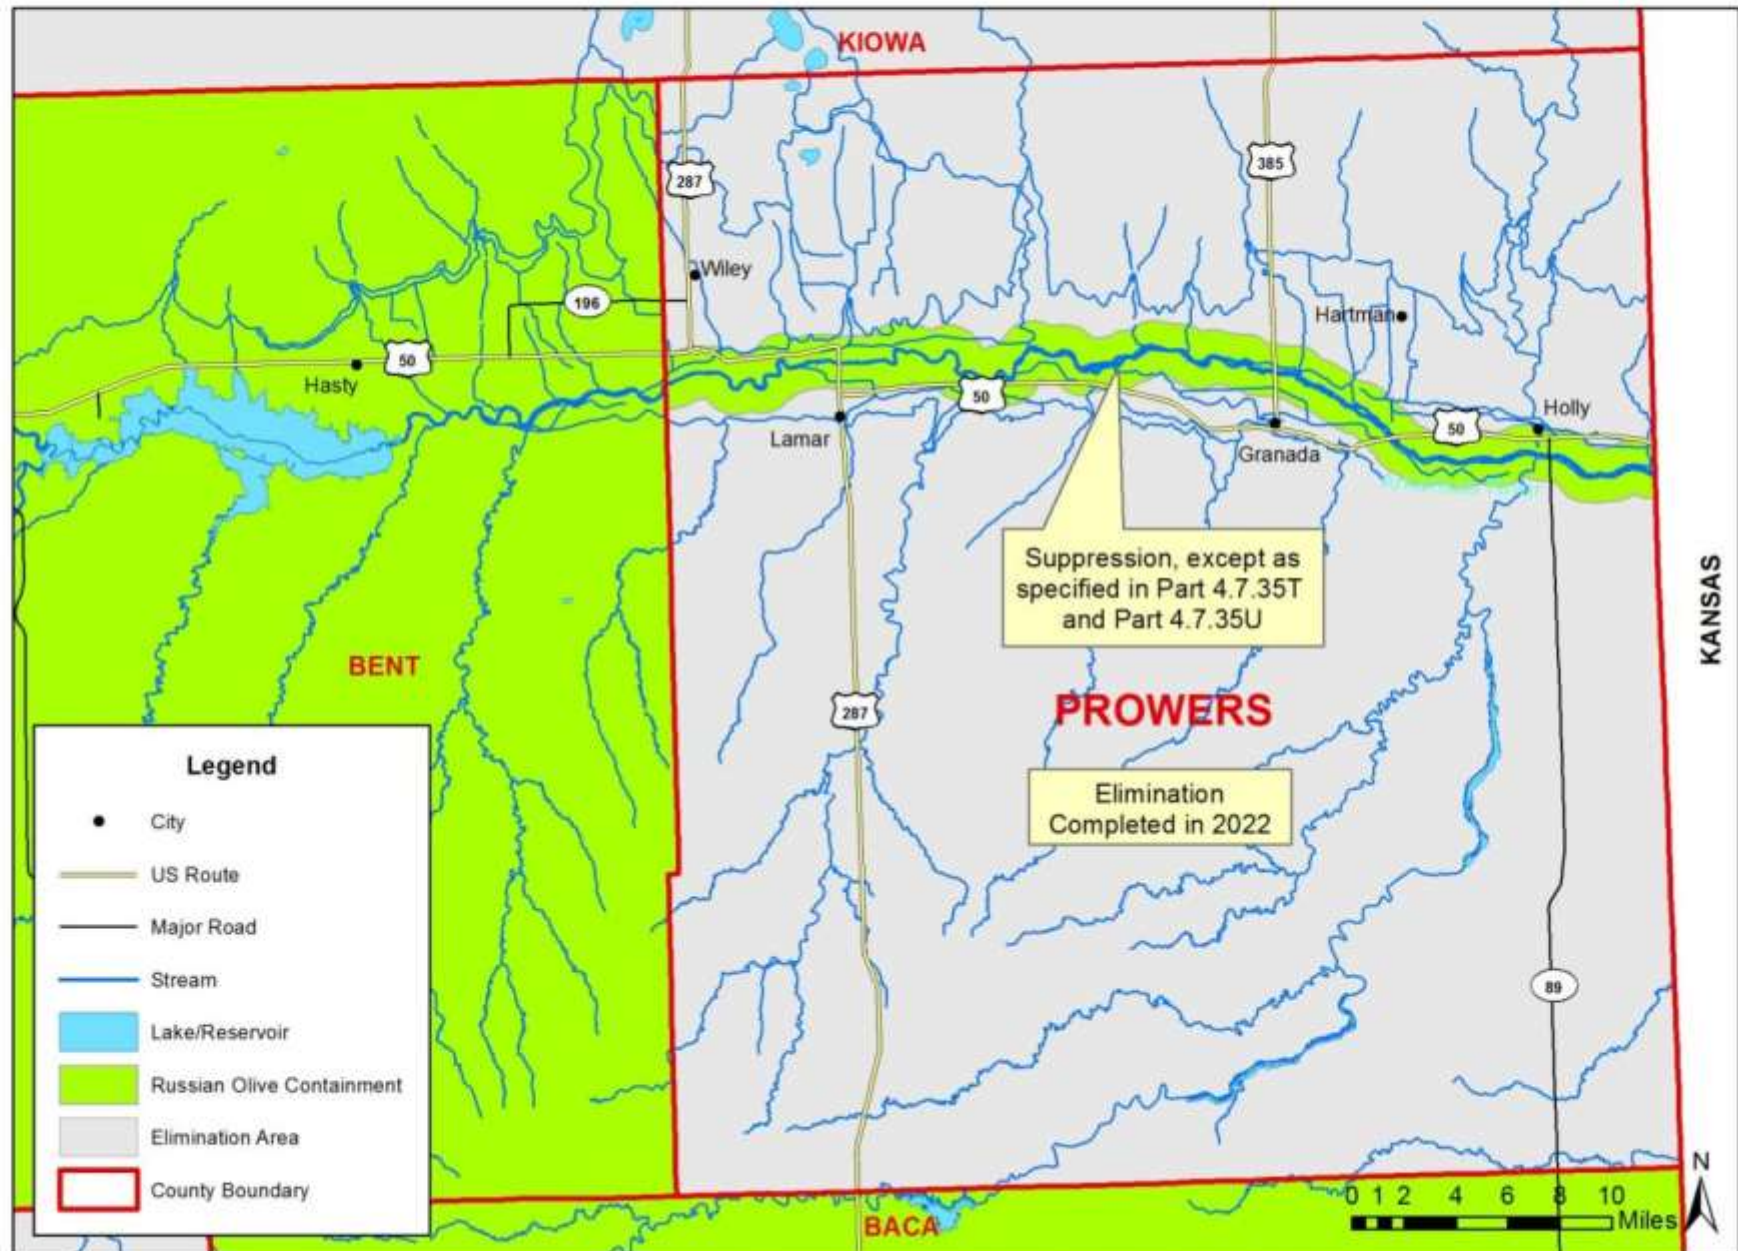 KIOWA
287
385
Wiley
196
Hartman
50
Hasty
50
Holly
50
Lamar
Granada
Suppression, except as
specified in Part 4.7.35T
and Part 4.7.35U
KANSAS
BENT
PROWERS
287
Elimination
Completed in 2022
Legend
City
US Route
Major Road
Stream
Lake/Reservoir
Russian Olive Containment
Elimination Area
County Boundary
89
N
0 1 2 4 6 8 10
Miles
BACA